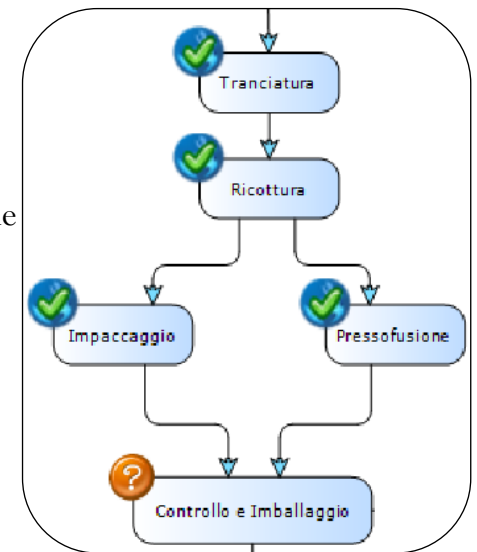 Tranciatura
Ricottura
Impaccaggio
Pressofusione
?
Controllo e Imballaggio